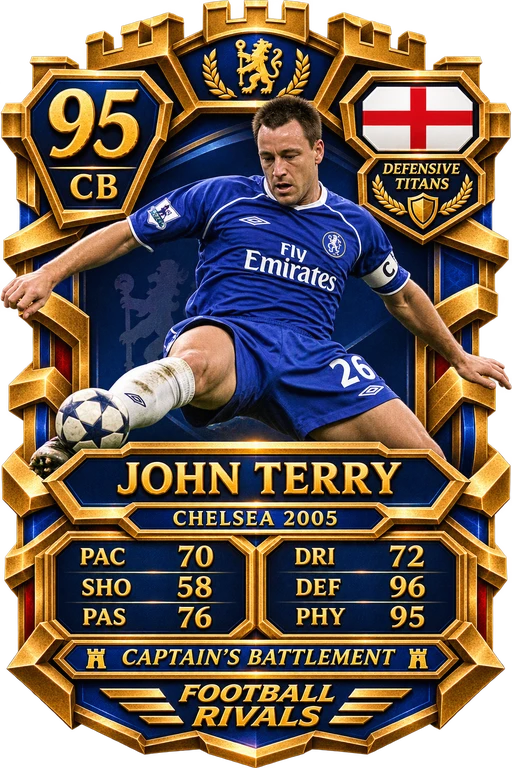 95
CB
DEFENSIVE
TITANS
Fly
Emirates
C
26
JOHN TERRY
CHELSEA 2005
PAC 70
SHO 58
PAS 76
DRI 72
DEF 96
PHY 95
CAPTAIN'S BATTLEMENT
FOOTBALL
RIVALS